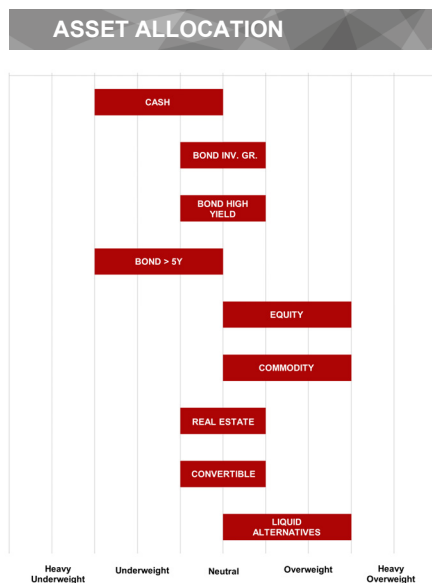 ASSET ALLOCATION
CASH
BOND INV. GR.
BOND HIGH
YIELD
BOND > 5Y
EQUITY
COMMODITY
REAL ESTATE
CONVERTIBLE
LIQUID
ALTERNATIVES
Heavy
Underweight
Underweight
Neutral
Overweight
Heavy
Overweight